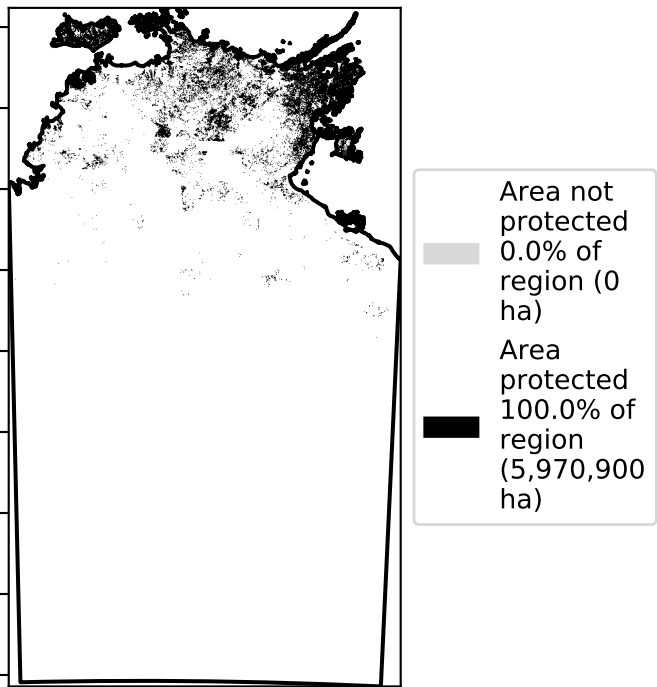 Area not
protected
0.0% of
region (0
ha)
Area
protected
100.0% of
region
(5,970,900
ha)